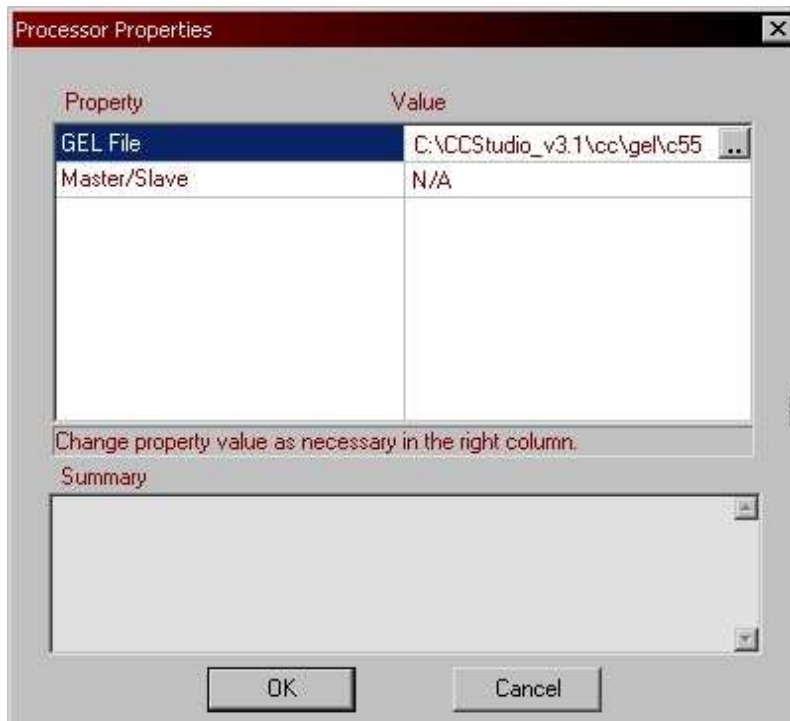 Processor Properties
Property Value
GEL File C:\CCStudio_v3.1\cc\gel\c55 ..
Master/Slave N/A
Change property value as necessary in the right column.
Summary
OK Cancel